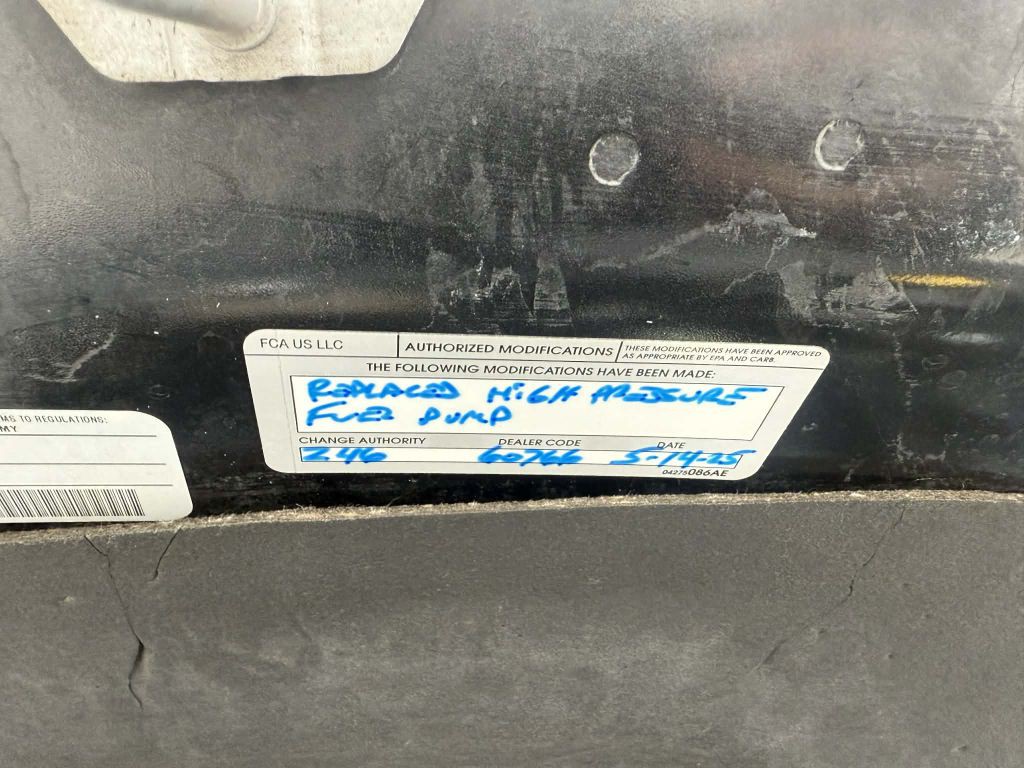 FCA US LLC
AUTHORIZED MODIFICATIONS
THESE MODIFICATIONS HAVE BEEN APPROVED
AS APPROPRIATE BY EPA AND CARB.
THE FOLLOWING MODIFICATIONS HAVE BEEN MADE:
REPLACED HIGH PRESSURE
FUEL PUMP
CHANGE AUTHORITY DEALER CODE DATE
Z46 60766 5-14-25
04275086AE
MS TO REGULATIONS:
MY